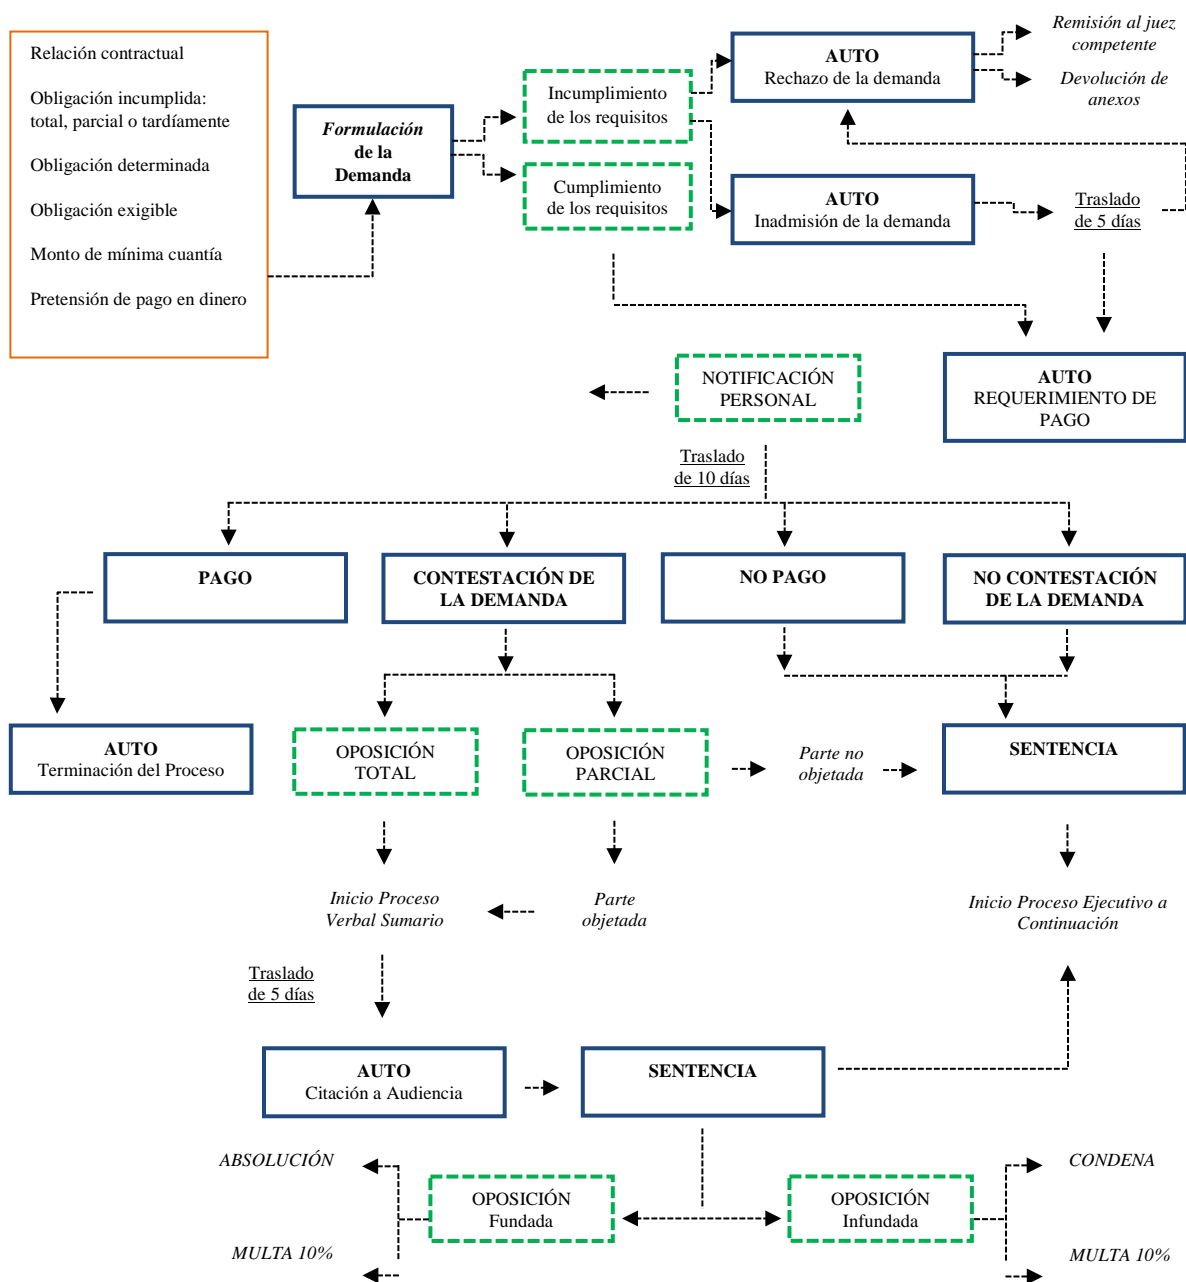 Relación contractual
Obligación incumplida:
total, parcial o tardíamente
Obligación determinada
Obligación exigible
Monto de mínima cuantía
Pretensión de pago en dinero
Formulación
de la
Demanda
Incumplimiento
de los requisitos
Cumplimiento
de los requisitos
AUTO
Rechazo de la demanda
Remisión al juez
competente
Devolución de
anexos
AUTO
Inadmisión de la demanda
Traslado
de 5 días
NOTIFICACIÓN
PERSONAL
AUTO
REQUERIMIENTO DE
PAGO
Traslado
de 10 días
PAGO
CONTESTACIÓN DE
LA DEMANDA
NO PAGO
NO CONTESTACIÓN
DE LA DEMANDA
AUTO
Terminación del Proceso
OPOSICIÓN
TOTAL
OPOSICIÓN
PARCIAL
Parte no
objetada
SENTENCIA
Inicio Proceso
Verbal Sumario
Parte
objetada
Inicio Proceso Ejecutivo a
Continuación
Traslado
de 5 días
AUTO
Citación a Audiencia
SENTENCIA
ABSOLUCIÓN
OPOSICIÓN
Fundada
OPOSICIÓN
Infundada
CONDENA
MULTA 10%
MULTA 10%